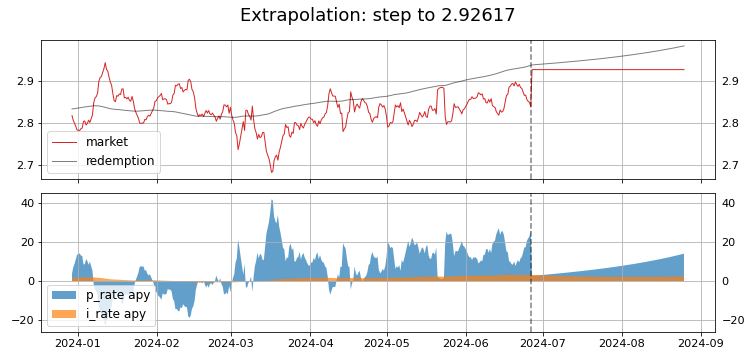 Extrapolation: step to 2.92617
2.9 2.9
2.8 2.8
2.7 2.7
market
redemption
40 40
20 20
0 0
−20 −20
p_rate apy
i_rate apy
2024-01 2024-02 2024-03 2024-04 2024-05 2024-06 2024-07 2024-08 2024-09